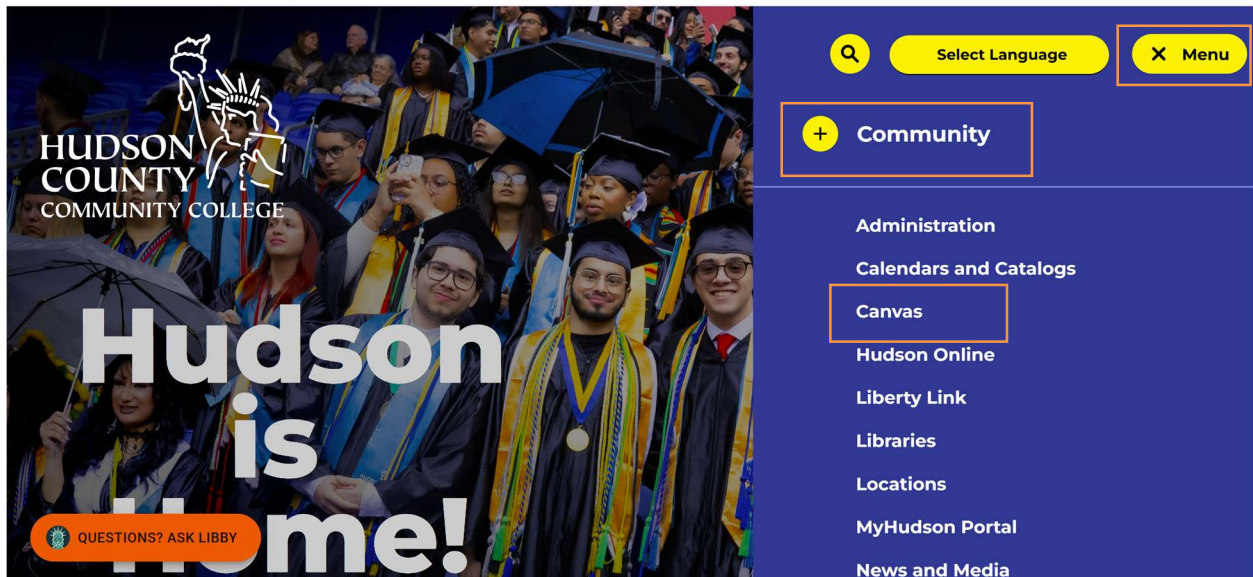 HUDSON
COUNTY
COMMUNITY COLLEGE
Hudson
is
Home!
QUESTIONS? ASK LIBBY
Select Language
Menu
Community
Administration
Calendars and Catalogs
Canvas
Hudson Online
Liberty Link
Libraries
Locations
MyHudson Portal
News and Media